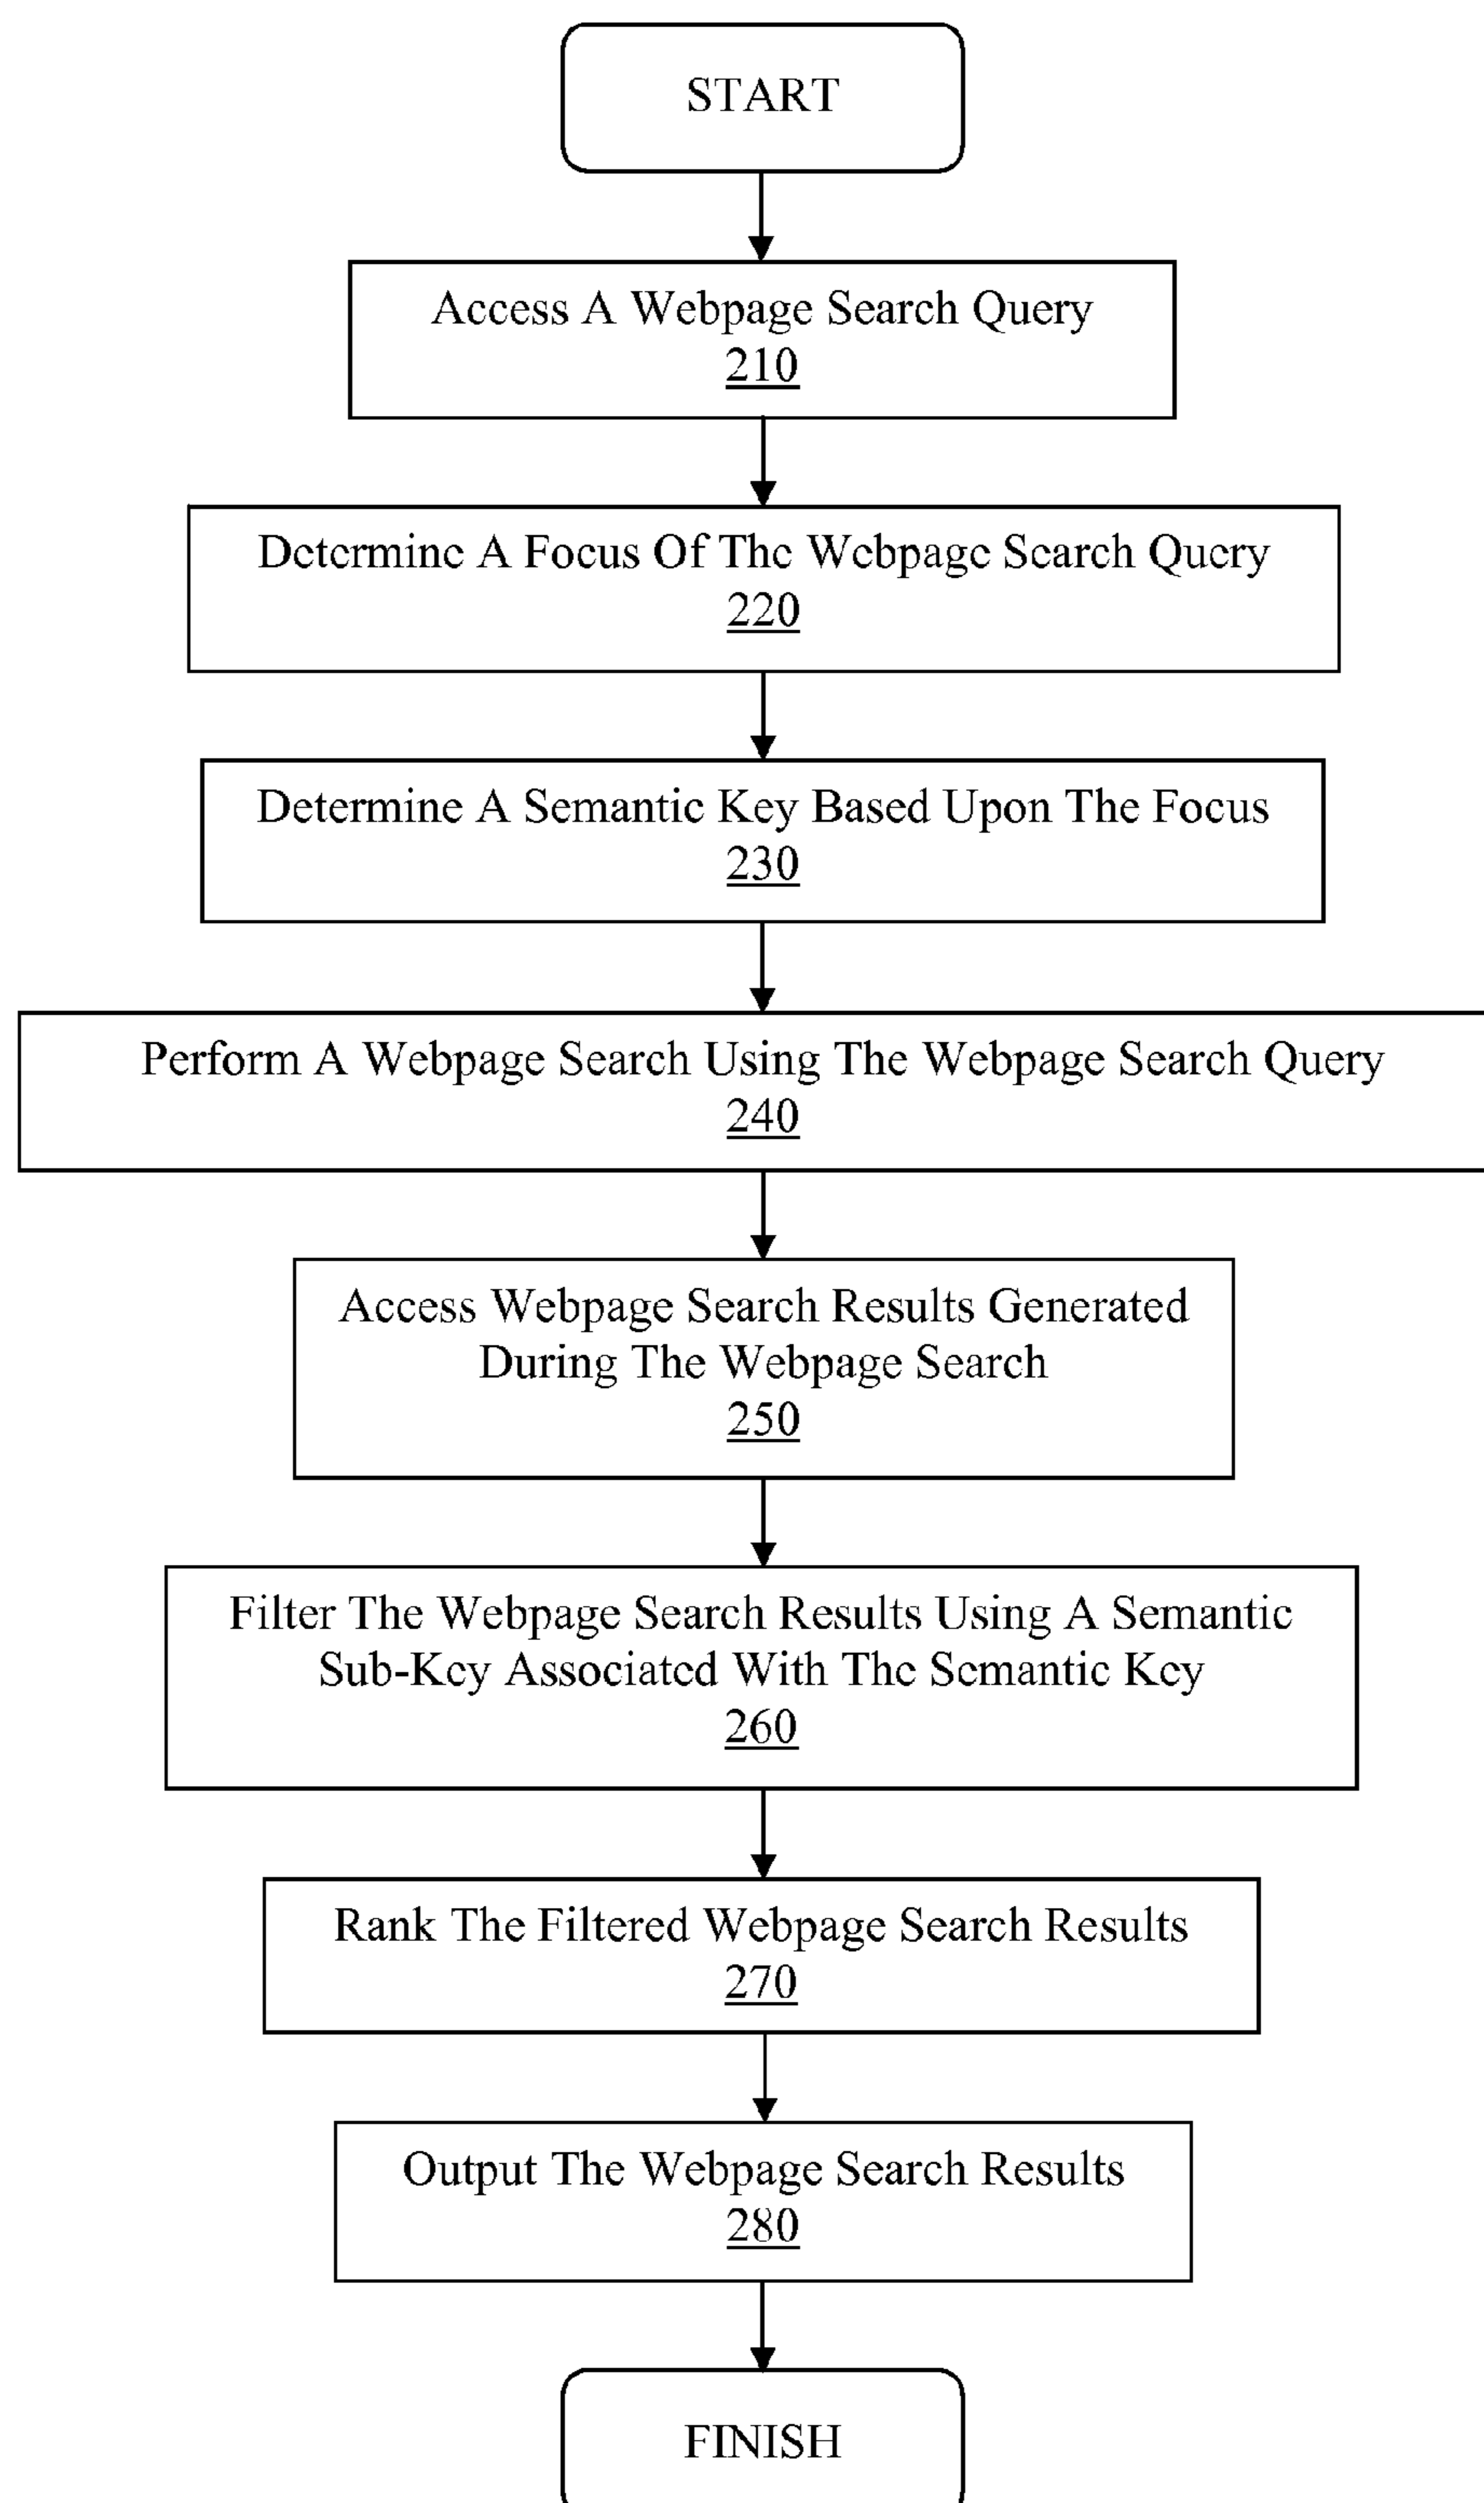 START
Access A Webpage Search Query
210
Determine A Focus Of The Webpage Search Query
220
Determine A Semantic Key Based Upon The Focus
230
Perform A Webpage Search Using The Webpage Search Query
240
Access Webpage Search Results Generated
During The Webpage Search
250
Filter The Webpage Search Results Using A Semantic
Sub-Key Associated With The Semantic Key
260
Rank The Filtered Webpage Search Results
270
Output The Webpage Search Results
280
FINISH